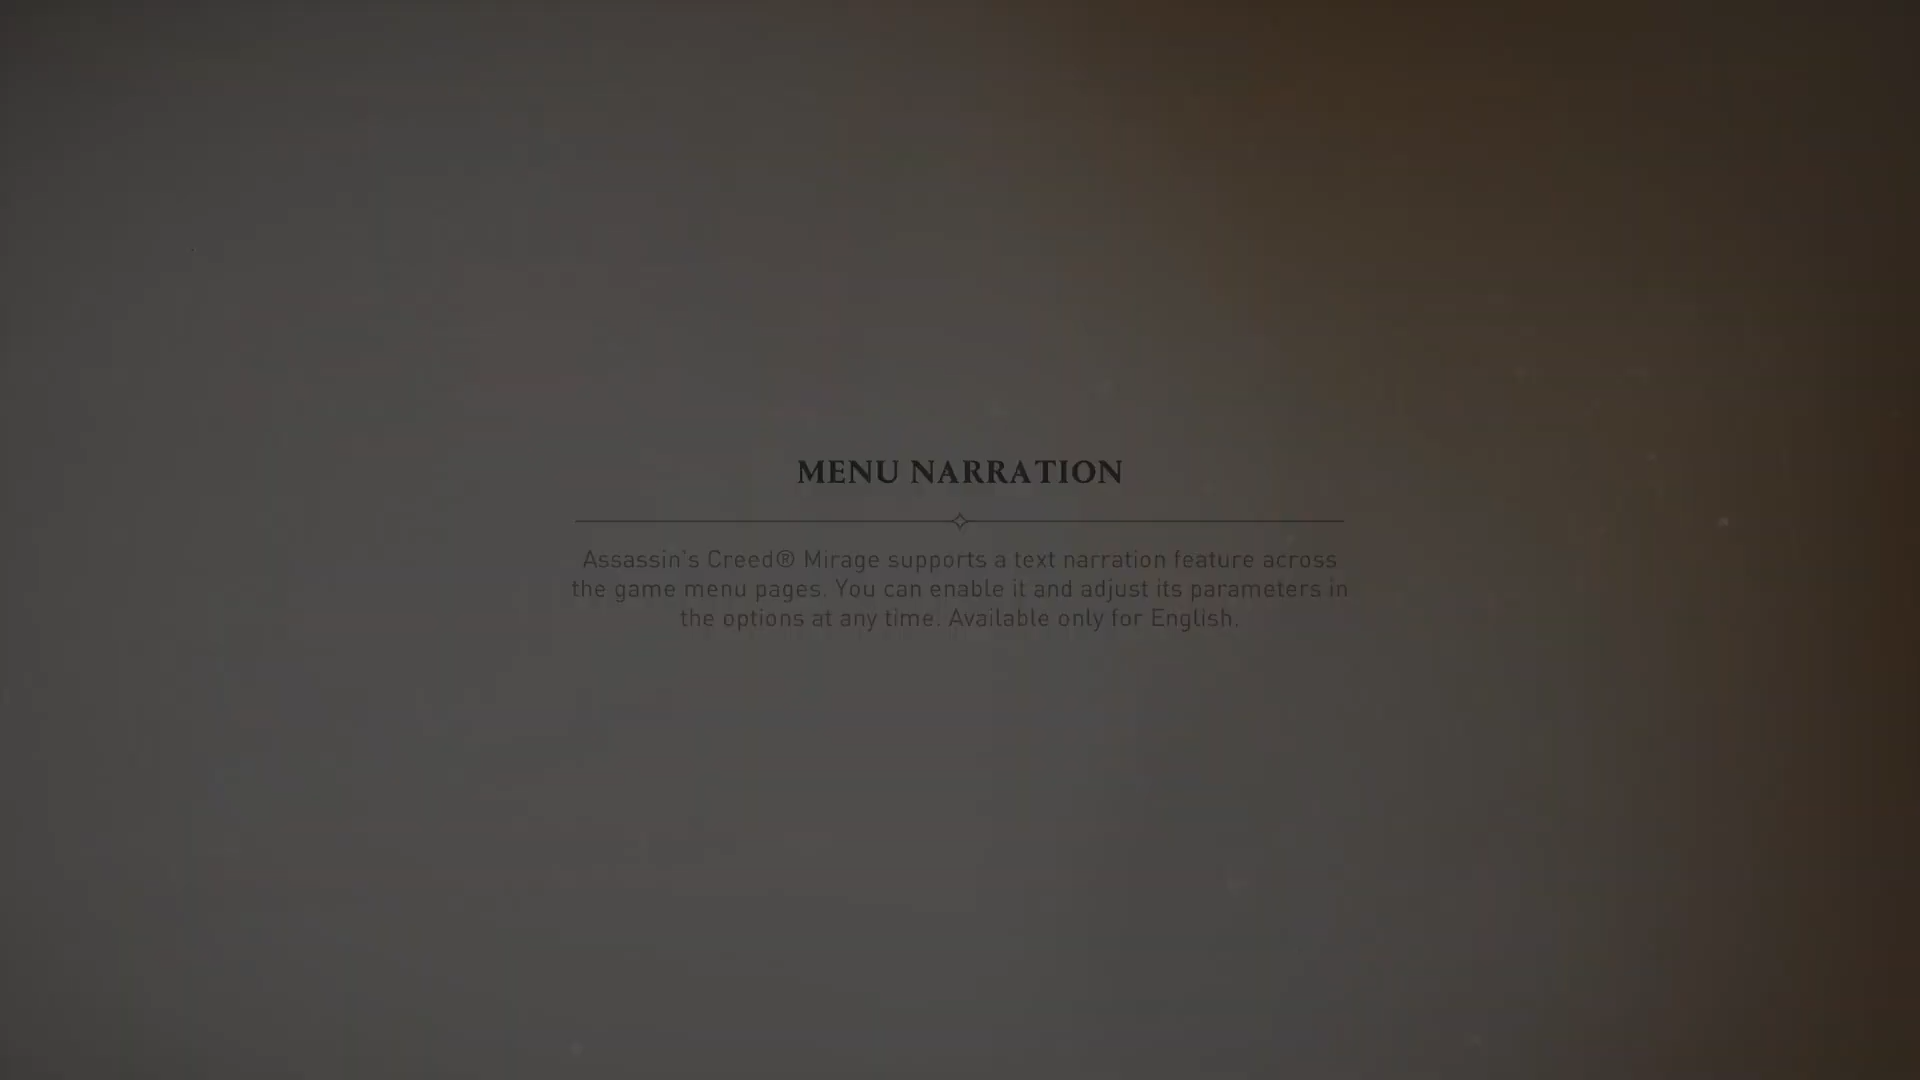 MENU NARRATION
Assassin's Creed® Mirage supports a text narration feature across
the game menu pages. You can enable it and adjust its parameters in
the options at any time. Available only for English.